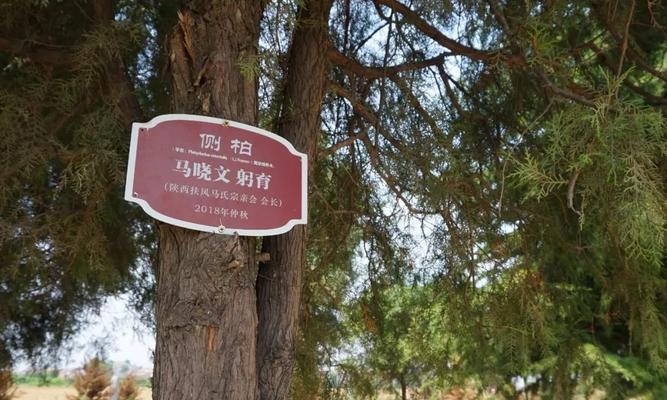 侧柏
马晓文 躬育
(陕西扶风马氏宗亲会 会长)
2018年仲秋